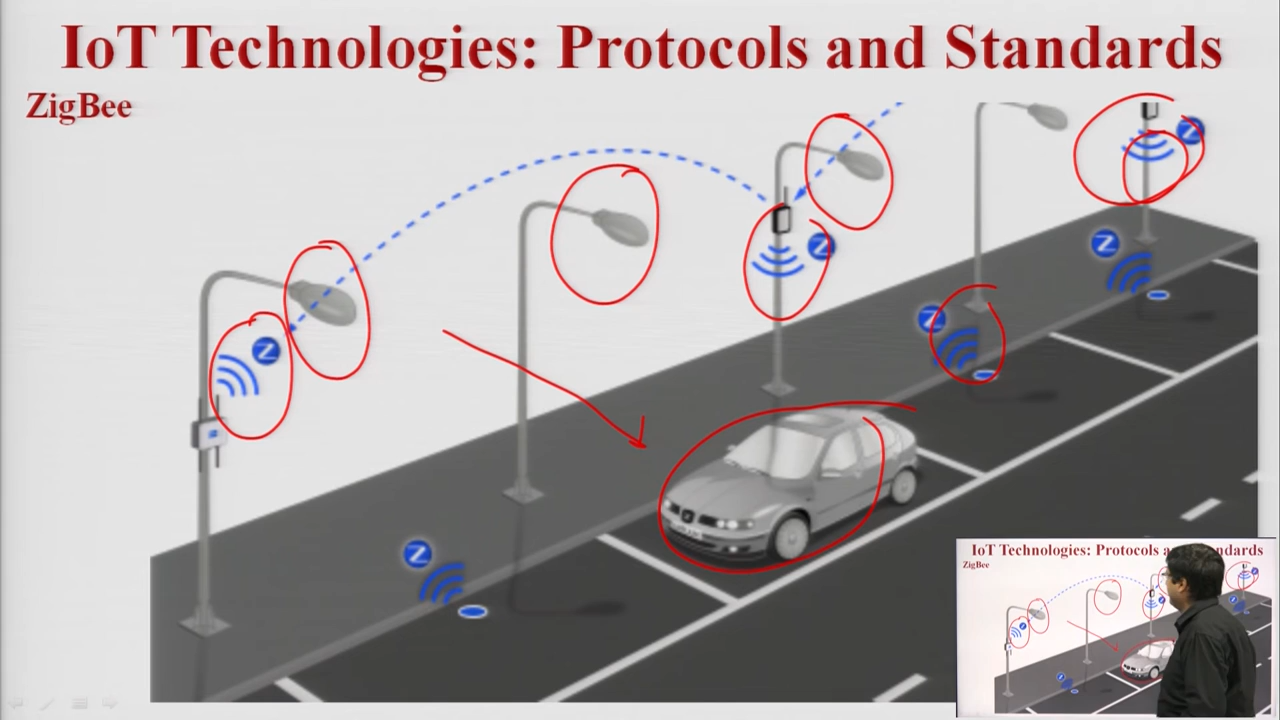 IoT Technologies: Protocols and Standards
ZigBee
Z
Z
Z
Z
Z
Z
IoT Technologies: Protocols a ndards
ZigBee